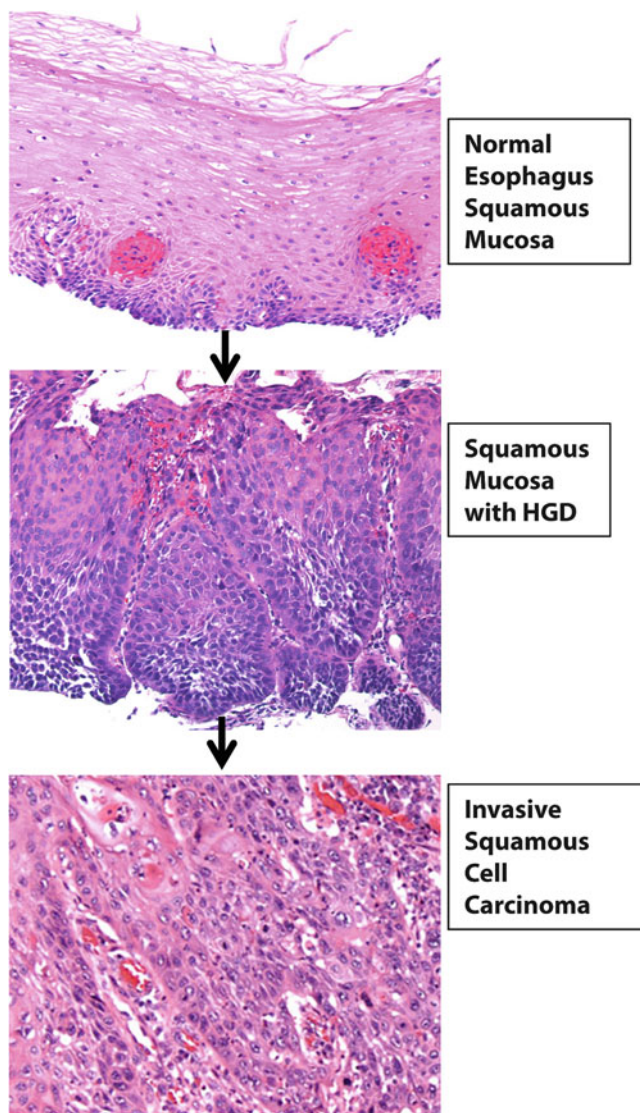 Normal
Esophagus
Squamous
Mucosa
Squamous
Mucosa
with HGD
Invasive
Squamous
Cell
Carcinoma